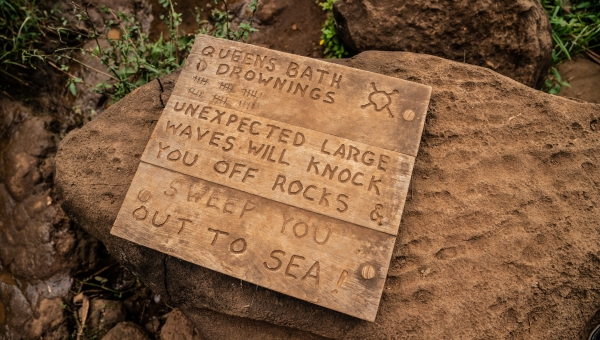 QUEENS BATH
DROWNINGS
UNEXPECTED LARGE
WAVES WILL KNOCK
YOU OFF ROCKS &
SWEEP YOU
OUT TO SEA!